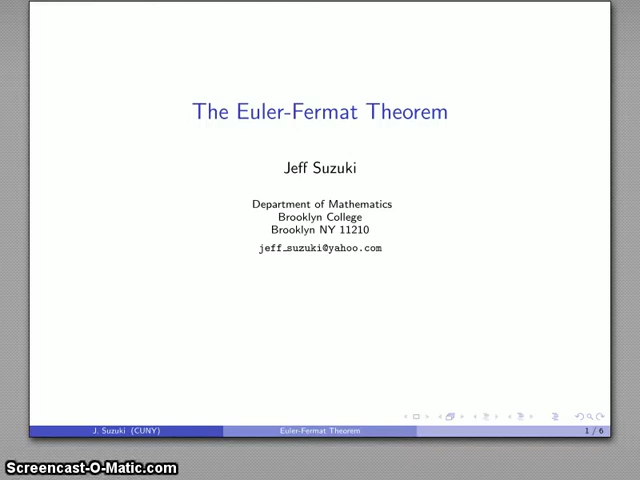 The Euler-Fermat Theorem
Jeff Suzuki
Department of Mathematics
Brooklyn College
Brooklyn NY 11210
jeff_suzuki@yahoo.com
J. Suzuki (CUNY)
Euler-Fermat Theorem
1 / 6
Screencast-O-Matic.com